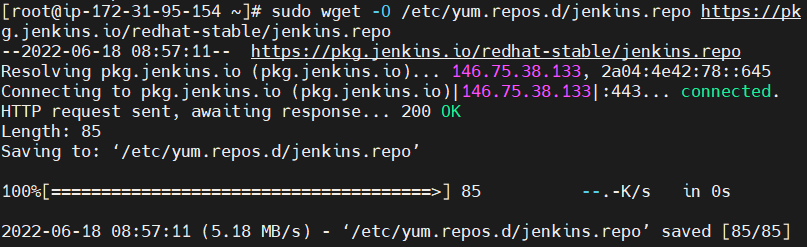 [root@ip-172-31-95-154 ~]# sudo wget -O /etc/yum.repos.d/jenkins.repo https://pk
g.jenkins.io/redhat-stable/jenkins.repo
--2022-06-18 08:57:11--  https://pkg.jenkins.io/redhat-stable/jenkins.repo
Resolving pkg.jenkins.io (pkg.jenkins.io)... 146.75.38.133, 2a04:4e42:78::645
Connecting to pkg.jenkins.io (pkg.jenkins.io)|146.75.38.133|:443... connected.
HTTP request sent, awaiting response... 200 OK
Length: 85
Saving to: ‘/etc/yum.repos.d/jenkins.repo’
100%[======================================>] 85          --.-K/s   in 0s
2022-06-18 08:57:11 (5.18 MB/s) - ‘/etc/yum.repos.d/jenkins.repo’ saved [85/85]